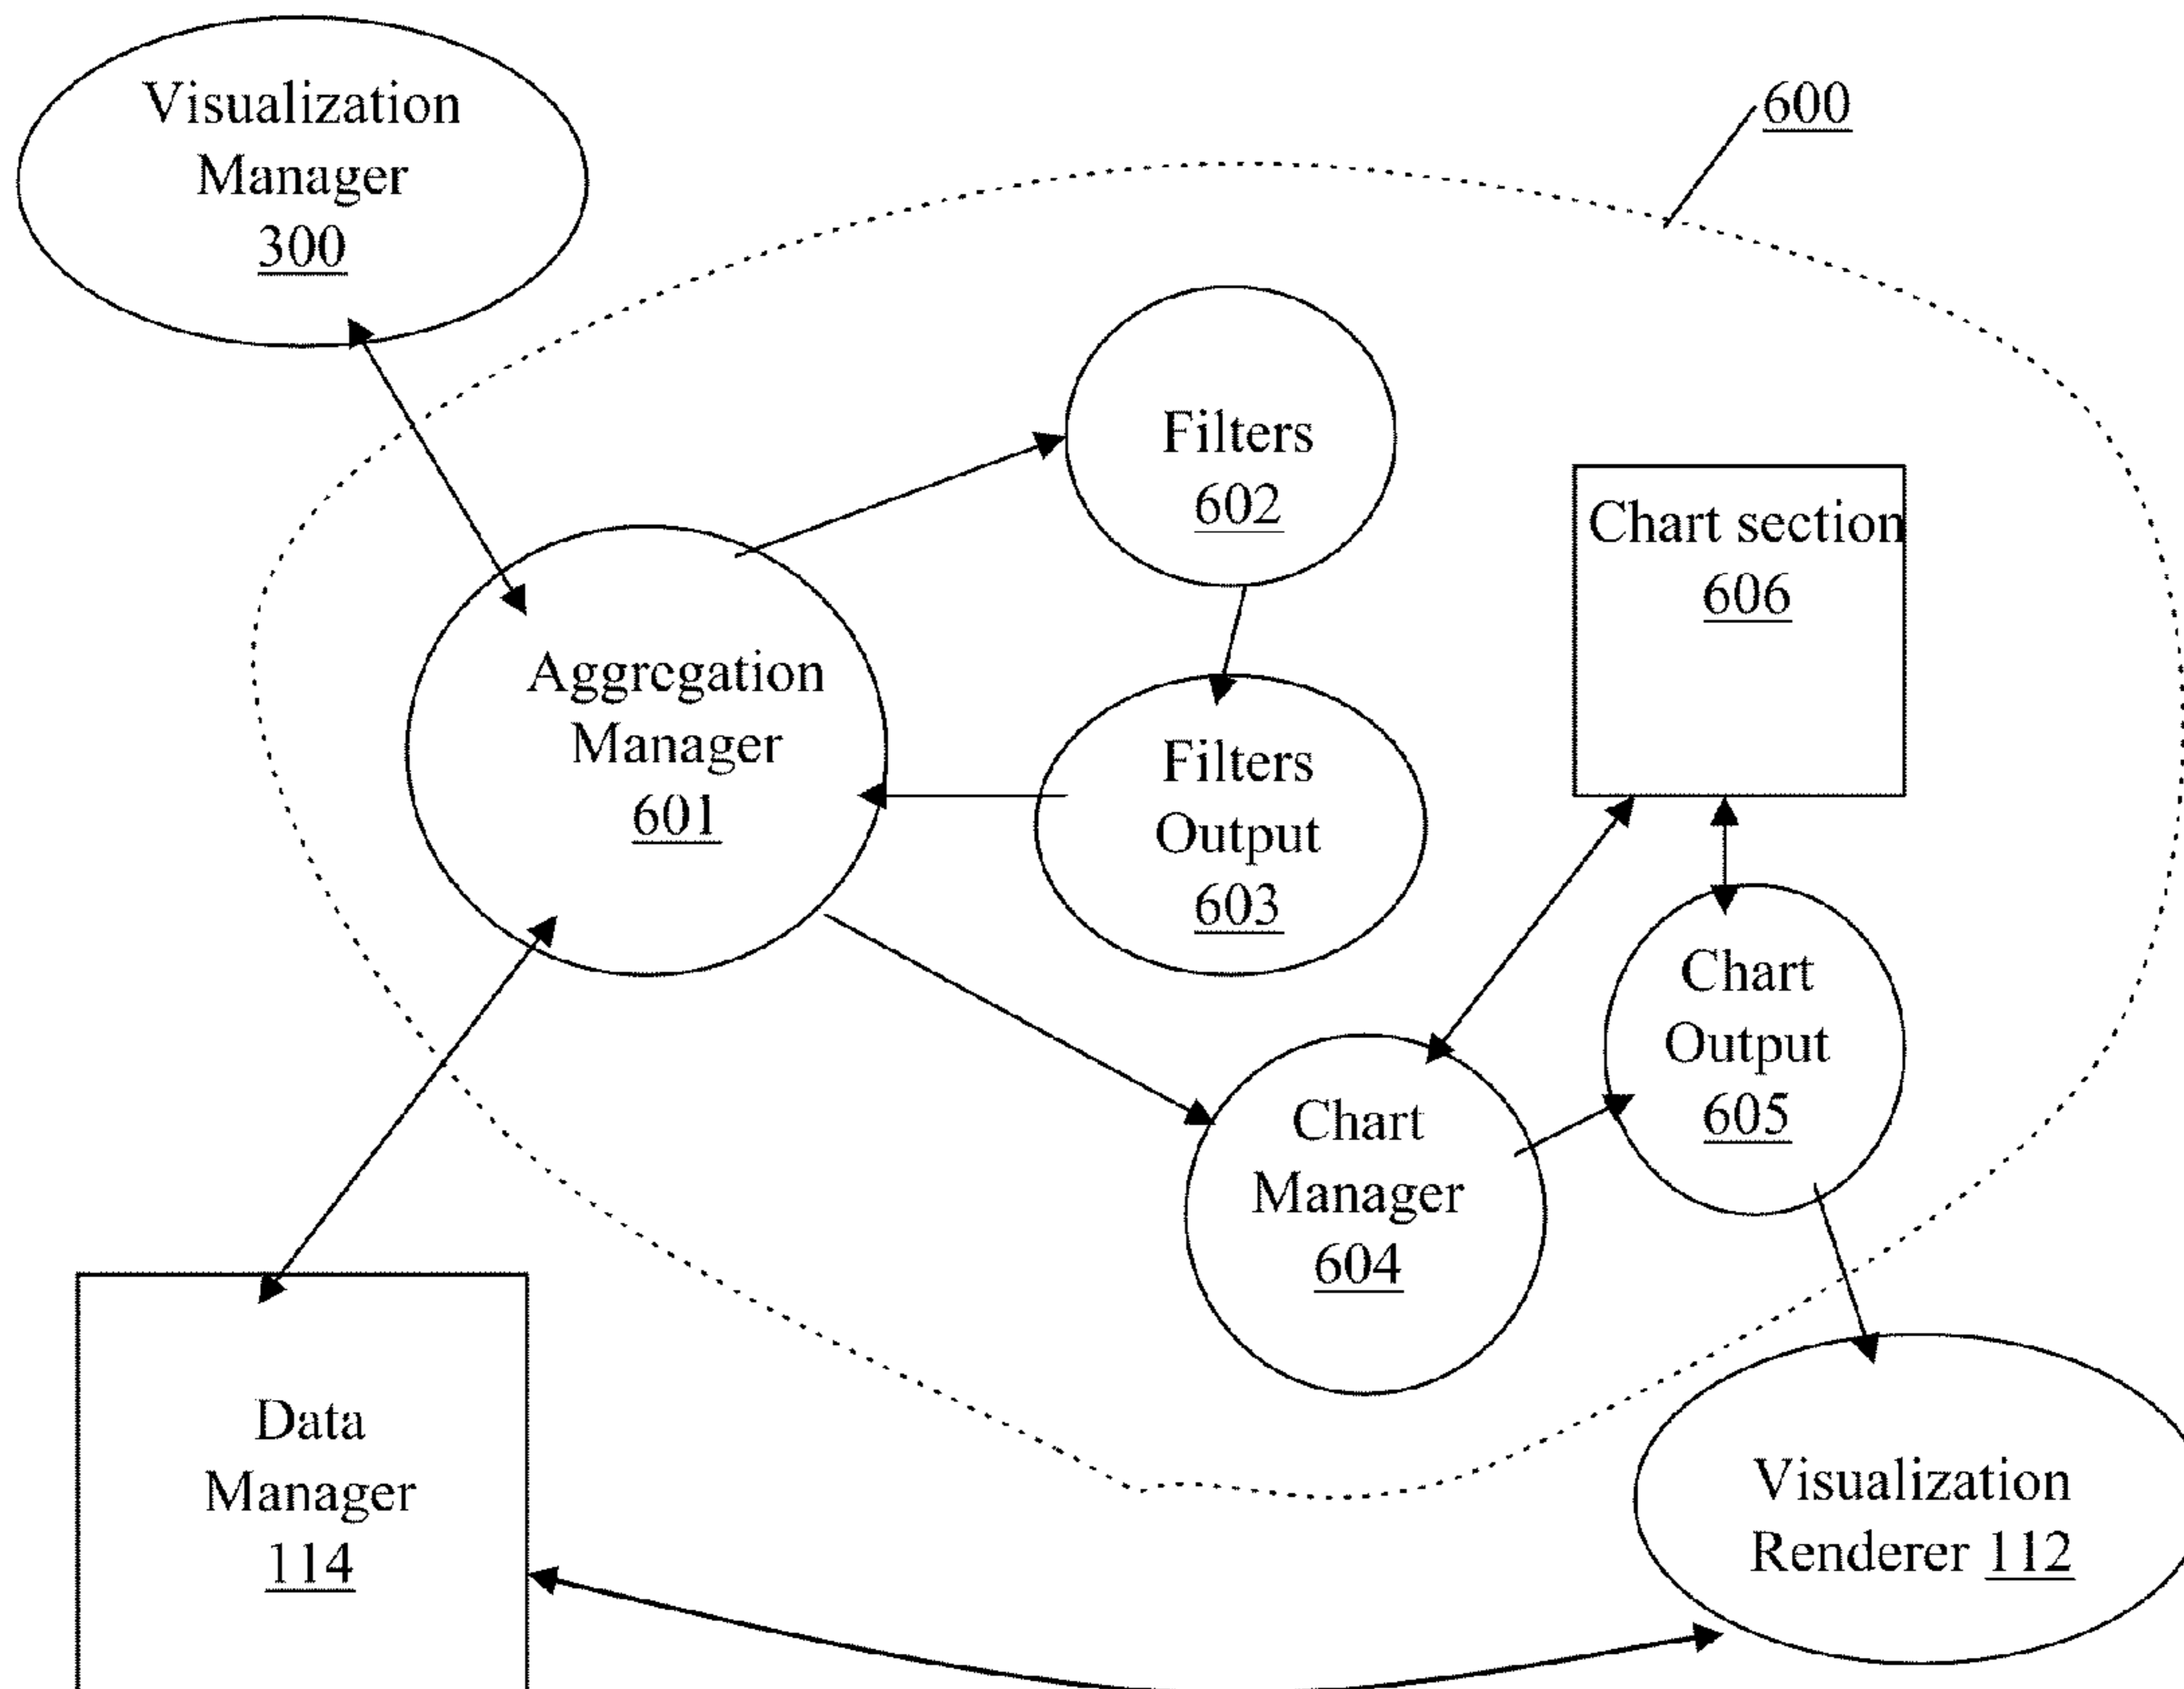 Visualization
Manager
300
600
Filters
602
Chart section
606
Aggregation
Manager
601
Filters
Output
603
Chart
Output
605
Chart
Manager
604
Data
Manager
114
Visualization
Renderer 112